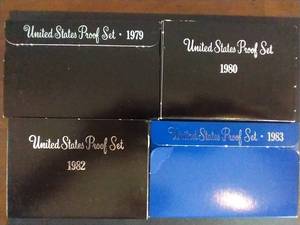 United States Proof Set · 1979
United States Proof Set
1980
United States Proof Set
1982
United States Proof Set · 1983